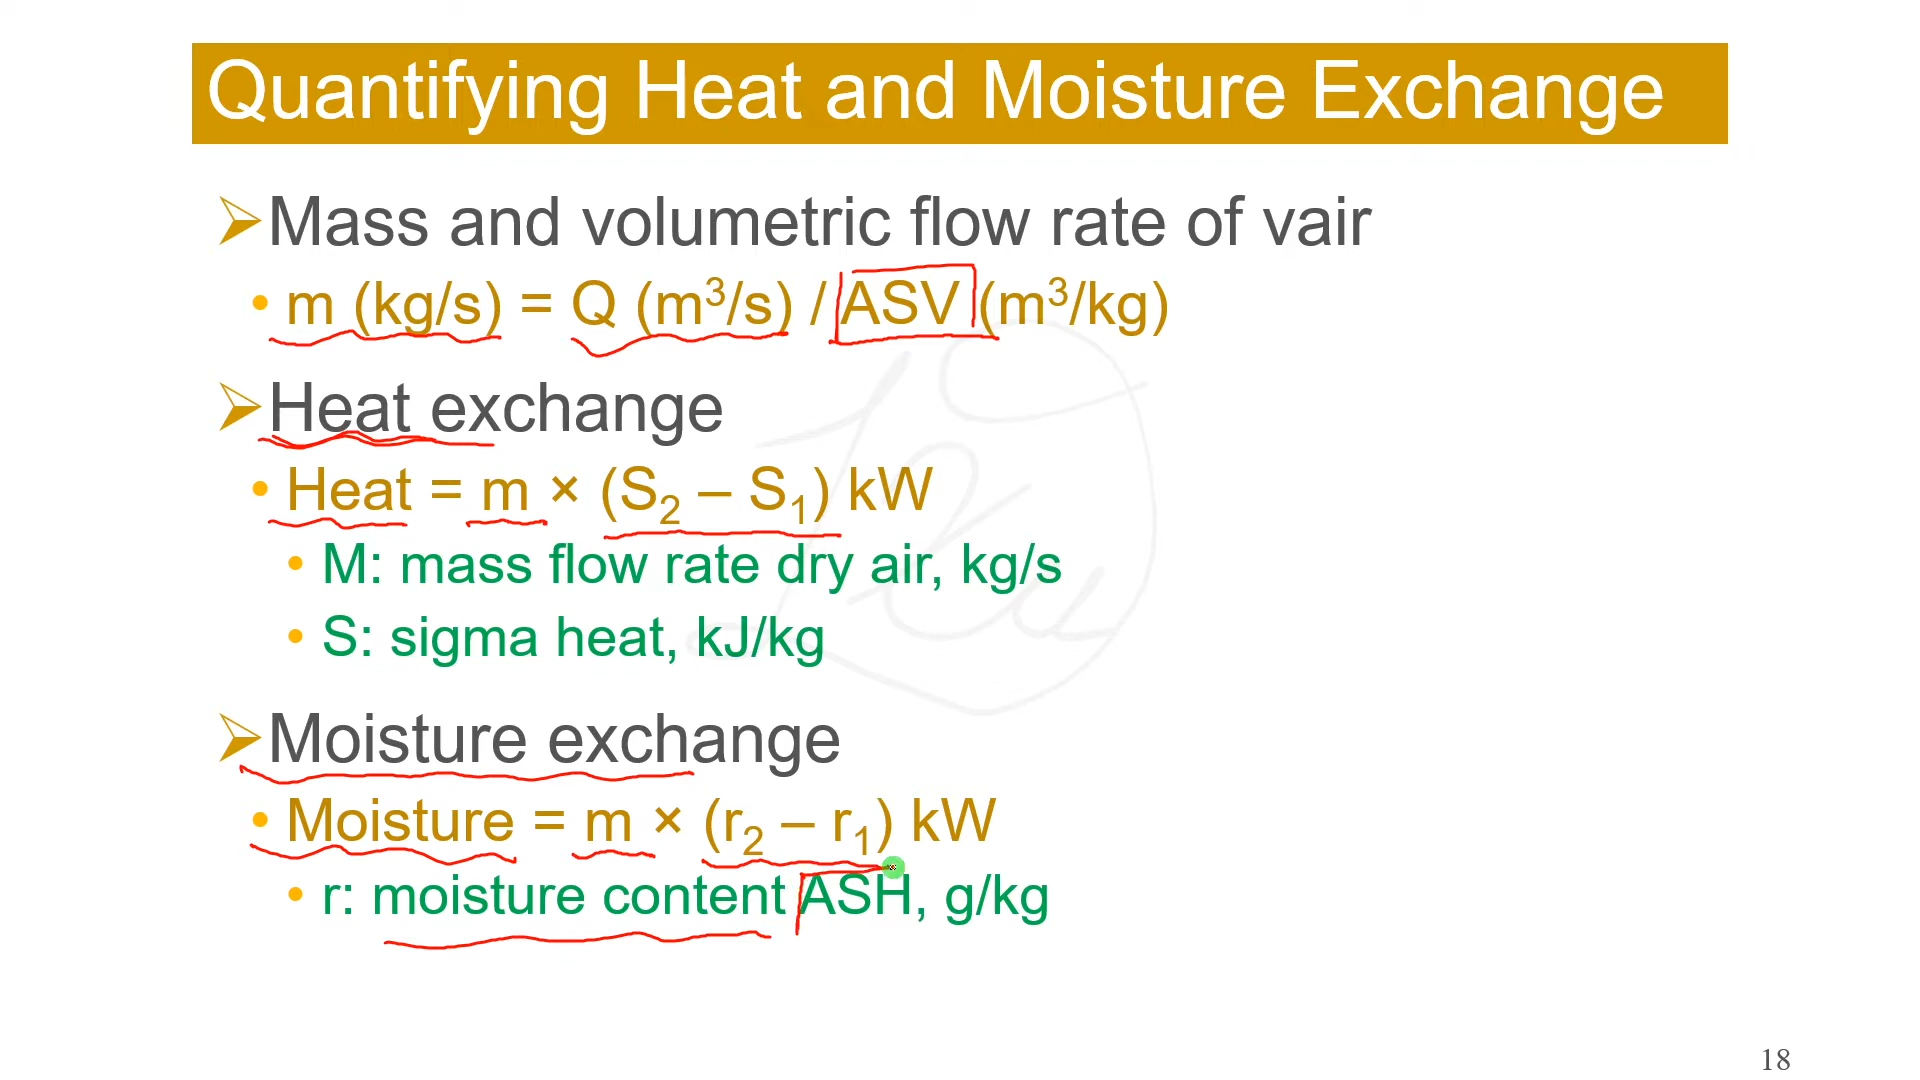 Quantifying Heat and Moisture Exchange
➢Mass and volumetric flow rate of vair
• m (kg/s) = Q (m³/s) / ASV (m³/kg)
➢Heat exchange
• Heat = m × (S₂ – S₁) kW
• M: mass flow rate dry air, kg/s
• S: sigma heat, kJ/kg
➢Moisture exchange
• Moisture = m × (r₂ – r₁) kW
• r: moisture content ASH, g/kg
18